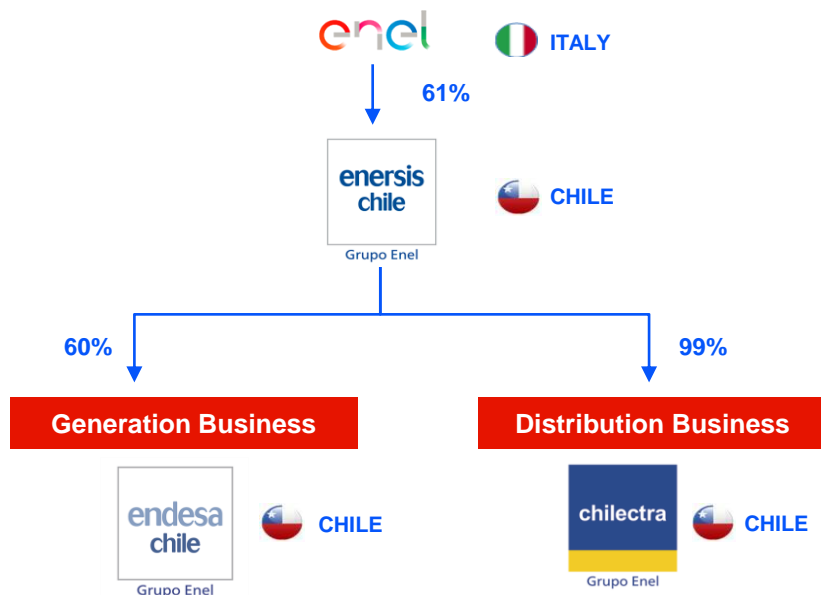 enel
ITALY
61%
enersis
chile
Grupo Enel
CHILE
60%
99%
Generation Business
Distribution Business
endesa
chile
Grupo Enel
CHILE
chilectra
Grupo Enel
CHILE